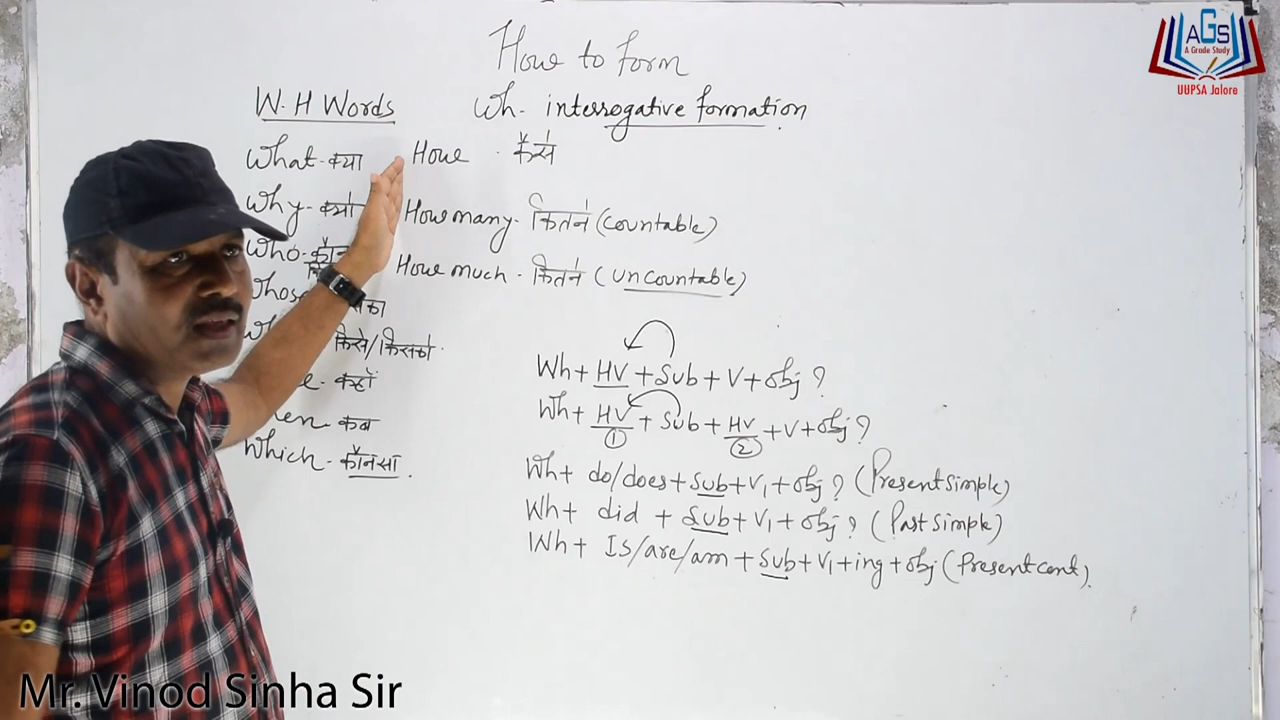 How to form
Wh- interrogative formation
W.H Words
What - क्या
Why - क्यों
Who - कौन
किसका
किसे/किसको
कहाँ
कब
Which - कौनसा.
How - कैसे
How many - कितने (Countable)
How much - कितने (Uncountable)
Wh + HV + Sub + V + obj ?
Wh + HV + Sub + HV + V + obj ?
① ②
Wh + do/does + Sub + V1 + obj ? (Present simple)
Wh + did + Sub + V1 + obj ? (Past simple)
Wh + Is/are/am + Sub + V1 + ing + obj (Present cont).
AGS
A Grade Study
UUPSA Jalore
Mr. Vinod Sinha Sir